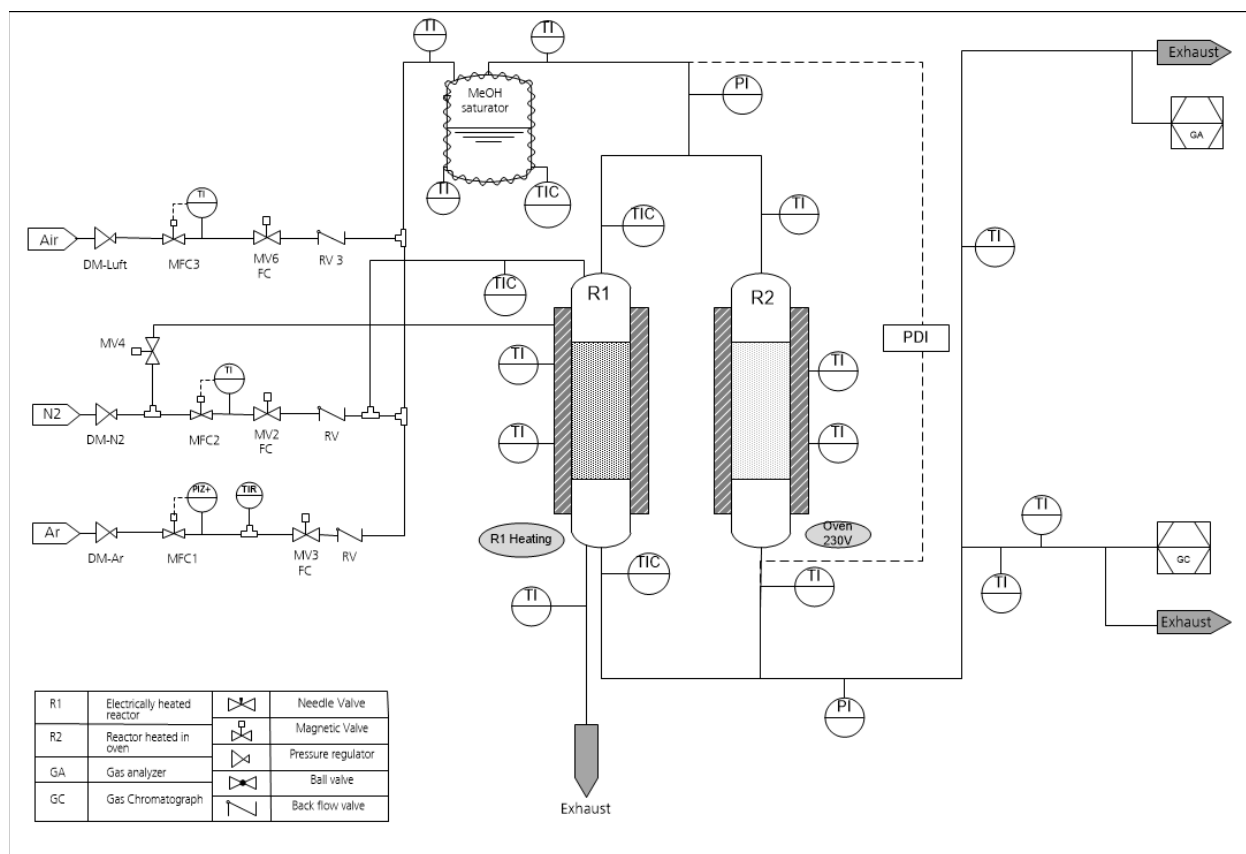 TI
TI
Exhaust
MeOH
saturator
PI
GA
TI
TIC
TI
TIC
TI
TI
Air
DM-Luft
MFC3
MV6
FC
RV 3
TIC
R1
R2
MV4
TI
TI
PDI
TI
N2
DM-N2
MFC2
MV2
FC
RV
TI
TI
PIZ+
TIR
Ar
DM-Ar
MFC1
MV3
FC
RV
R1 Heating
Oven
230V
TI
GC
TI
TIC
TI
TI
Exhaust
PI
Exhaust
R1
Electrically heated
reactor
Needle Valve
Magnetic Valve
R2
Reactor heated in
oven
Pressure regulator
GA
Gas analyzer
Ball valve
GC
Gas Chromatograph
Back flow valve